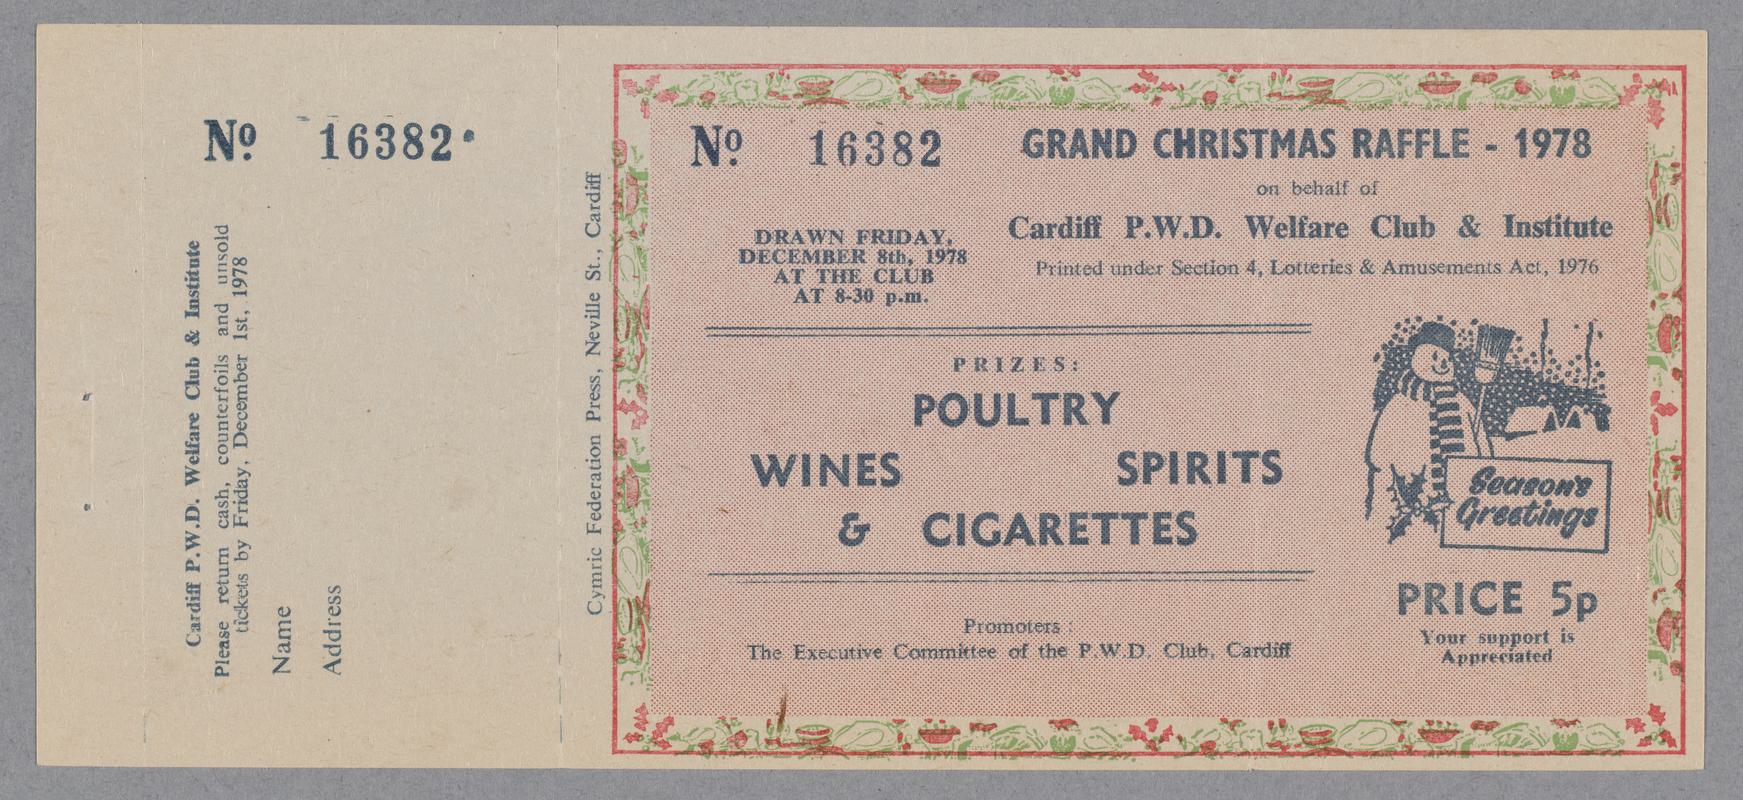 Nº 16382
Cardiff P.W.D. Welfare Club & Institute
Please return cash, counterfoils and unsold
tickets by Friday, December 1st, 1978
Name
Address
Cymric Federation Press, Neville St., Cardiff
Nº 16382
GRAND CHRISTMAS RAFFLE - 1978
on behalf of
Cardiff P.W.D. Welfare Club & Institute
Printed under Section 4, Lotteries & Amusements Act, 1976
DRAWN FRIDAY,
DECEMBER 8th, 1978
AT THE CLUB
AT 8-30 p.m.
PRIZES:
POULTRY
WINES SPIRITS
& CIGARETTES
Season's
Greetings
PRICE 5p
Your support is
Appreciated
Promoters :
The Executive Committee of the P.W.D. Club, Cardiff